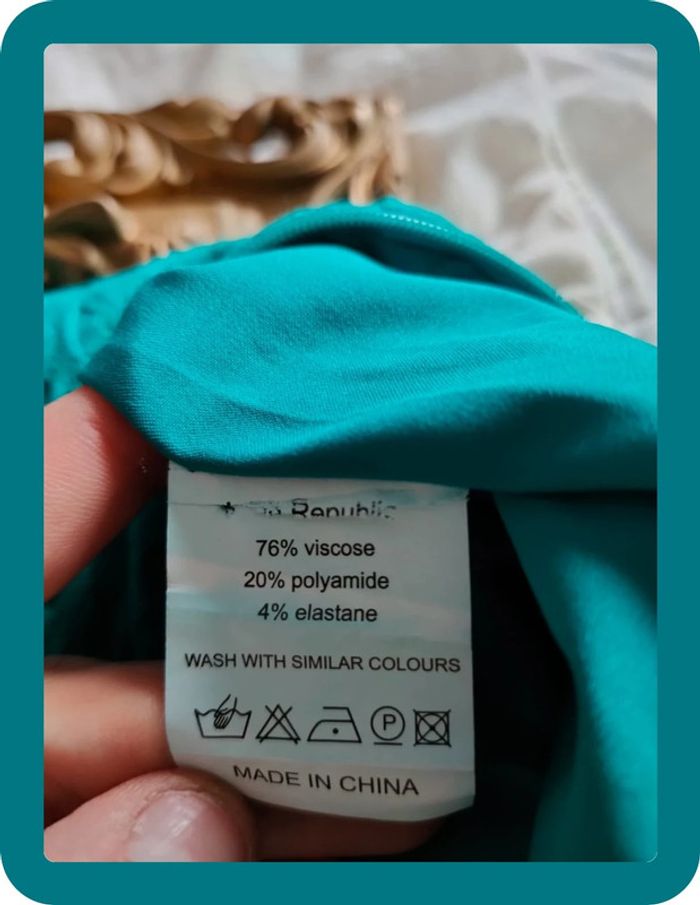 Republic
76% viscose
20% polyamide
4% elastane
WASH WITH SIMILAR COLOURS
P
MADE IN CHINA